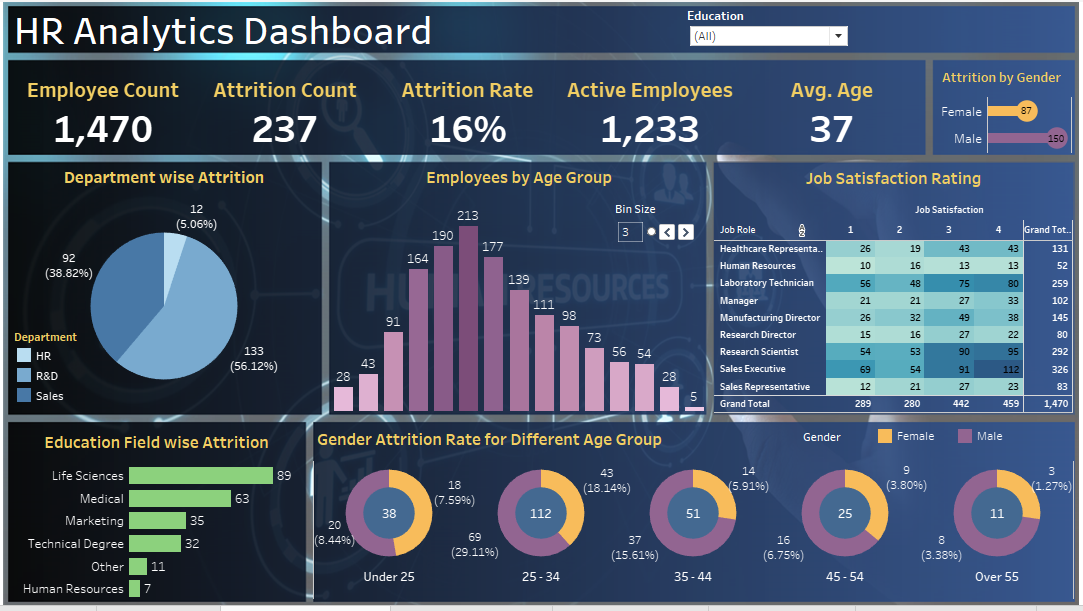 HR Analytics Dashboard
Education
(All)
Employee Count
Attrition Count
Attrition Rate
Active Employees
Avg. Age
1,470
237
16%
1,233
37
Attrition by Gender
Female 87
Male 150
Department wise Attrition
12
(5.06%)
92
(38.82%)
133
(56.12%)
Department
HR
R&D
Sales
Employees by Age Group
Bin Size
3
28
43
91
164
190
213
177
139
111
98
73
56
54
28
5
HUMAN RESOURCES
Job Satisfaction Rating
Job Satisfaction
Job Role 1 2 3 4 Grand Tot..
Healthcare Representa.. 26 19 43 43 131
Human Resources 10 16 13 13 52
Laboratory Technician 56 48 75 80 259
Manager 21 21 27 33 102
Manufacturing Director 26 32 49 38 145
Research Director 15 16 27 22 80
Research Scientist 54 53 90 95 292
Sales Executive 69 54 91 112 326
Sales Representative 12 21 27 23 83
Grand Total 289 280 442 459 1,470
Education Field wise Attrition
Life Sciences 89
Medical 63
Marketing 35
Technical Degree 32
Other 11
Human Resources 7
Gender Attrition Rate for Different Age Group
Gender
Female
Male
38
18
(7.59%)
20
(8.44%)
Under 25
112
43
(18.14%)
69
(29.11%)
25 - 34
51
14
(5.91%)
37
(15.61%)
35 - 44
25
9
(3.80%)
16
(6.75%)
45 - 54
11
3
(1.27%)
8
(3.38%)
Over 55